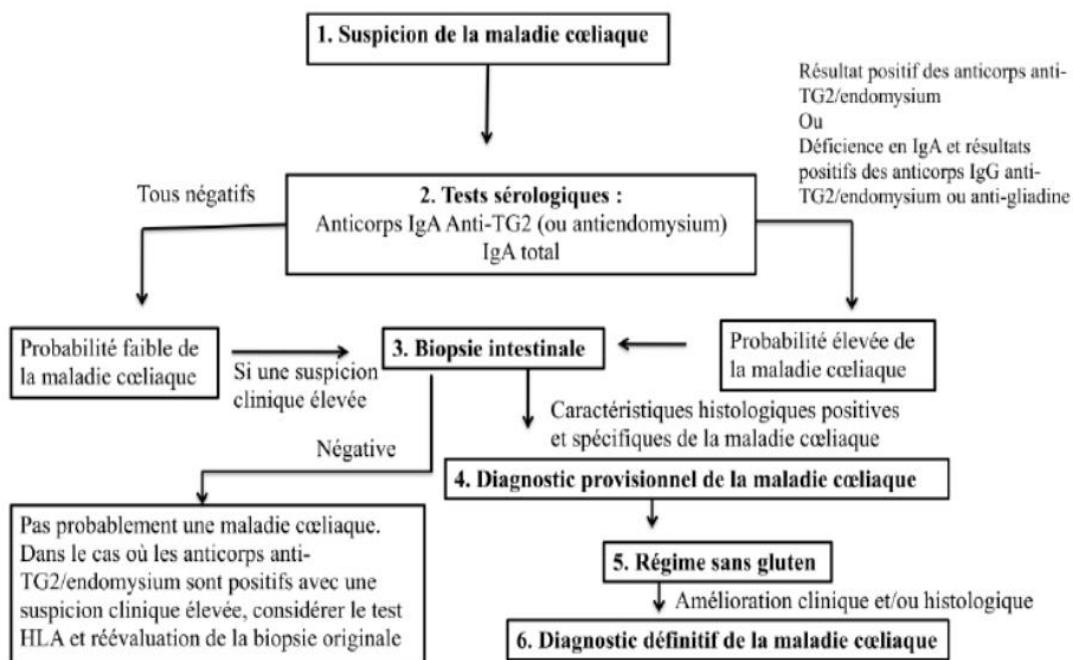 1. Suspicion de la maladie cœliaque
Résultat positif des anticorps anti-
TG2/endomysium
Ou
Déficience en IgA et résultats
positifs des anticorps IgG anti-
TG2/endomysium ou anti-gliadine
Tous négatifs
2. Tests sérologiques :
Anticorps IgA Anti-TG2 (ou antiendomysium)
IgA total
Probabilité faible de
la maladie cœliaque
Si une suspicion
clinique élevée
3. Biopsie intestinale
Probabilité élevée de
la maladie cœliaque
Caractéristiques histologiques positives
et spécifiques de la maladie cœliaque
Négative
4. Diagnostic provisionnel de la maladie cœliaque
Pas probablement une maladie cœliaque.
Dans le cas où les anticorps anti-
TG2/endomysium sont positifs avec une
suspicion clinique élevée, considérer le test
HLA et réévaluation de la biopsie originale
5. Régime sans gluten
Amélioration clinique et/ou histologique
6. Diagnostic définitif de la maladie cœliaque